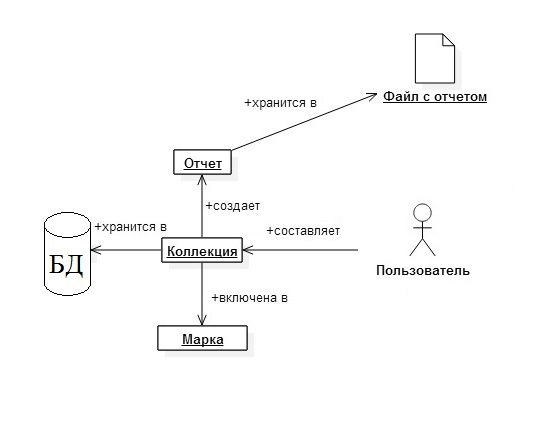 +хранится в
Файл с отчетом
Отчет
+создает
+хранится в
+составляет
Коллекция
БД
Пользователь
+включена в
Марка